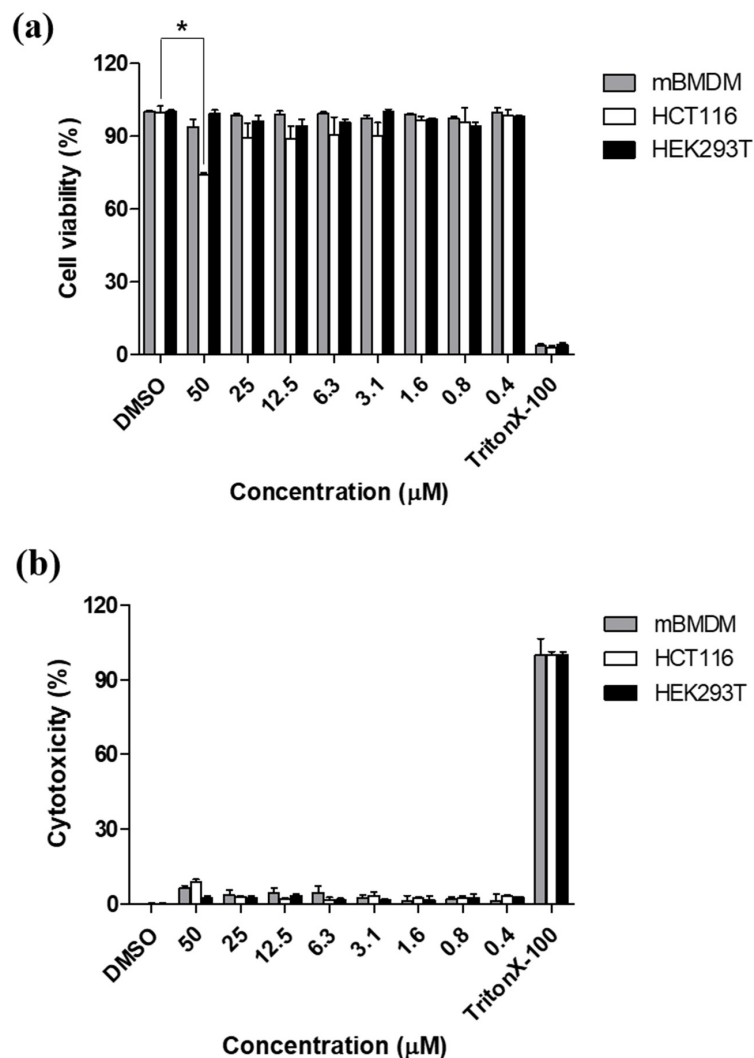 (a)
*
120
90
60
30
0
Cell viability (%)
mBMDM
HCT116
HEK293T
DMSO
50
25
12.5
6.3
3.1
1.6
0.8
0.4
TritonX-100
Concentration (μM)
(b)
120
90
60
30
0
Cytotoxicity (%)
mBMDM
HCT116
HEK293T
DMSO
50
25
12.5
6.3
3.1
1.6
0.8
0.4
TritonX-100
Concentration (μM)